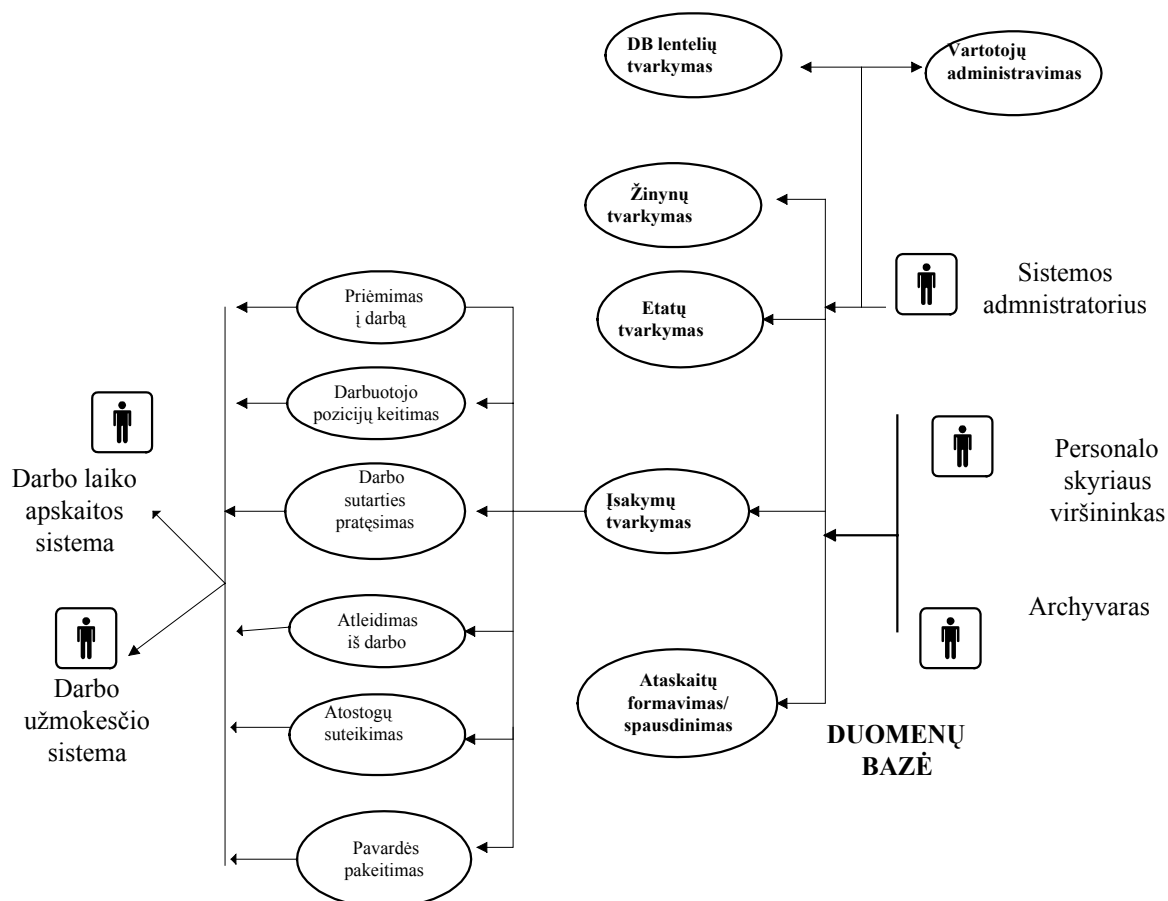 DB lentelių
tvarkymas
Vartotojų
administravimas
Žinynų
tvarkymas
Sistemos
admnistratorius
Priėmimas
į darbą
Etatų
tvarkymas
Darbuotojo
pozicijų keitimas
Personalo
skyriaus
viršininkas
Darbo laiko
apskaitos
sistema
Darbo
sutarties
pratęsimas
Įsakymų
tvarkymas
Archyvaras
Atleidimas
iš darbo
Darbo
užmokesčio
sistema
Atostogų
suteikimas
Ataskaitų
formavimas/
spausdinimas
DUOMENŲ
BAZĖ
Pavardės
pakeitimas